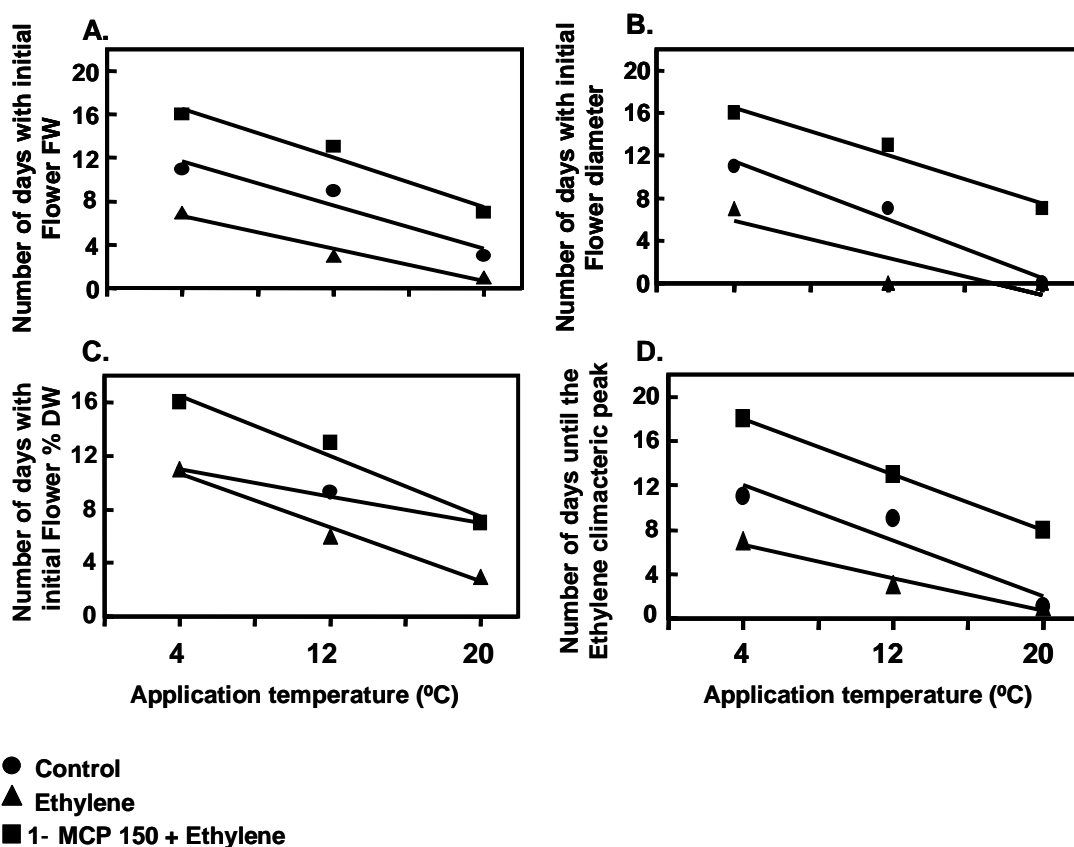 A.
Number of days with initial
Flower FW
20
16
12
8
4
0
B.
Number of days with initial
Flower diameter
20
16
12
8
4
0
C.
Number of days with
initial Flower % DW
16
12
8
4
0
4
12
20
Application temperature (ºC)
D.
Number of days until the
Ethylene climacteric peak
20
16
12
8
4
0
4
12
20
Application temperature (ºC)
Control
Ethylene
1- MCP 150 + Ethylene